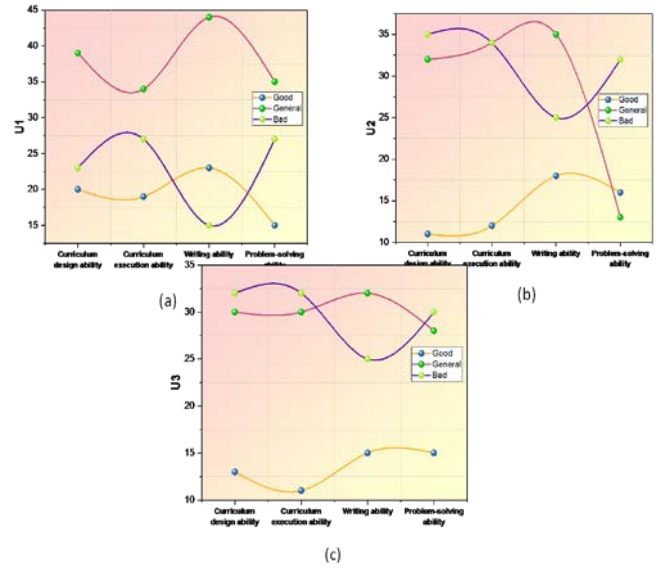 45
40
35
30
25
20
15
U1
Good
General
Bad
Curriculum
design ability
Curriculum
execution ability
Writing ability
Problem-solving
ability
(a)
35
30
25
20
15
10
U2
Good
General
Bad
Curriculum
design ability
Curriculum
execution ability
Writing ability
Problem-solving
ability
(b)
35
30
25
20
15
10
U3
Good
General
Bad
Curriculum
design ability
Curriculum
execution ability
Writing ability
Problem-solving
ability
(c)